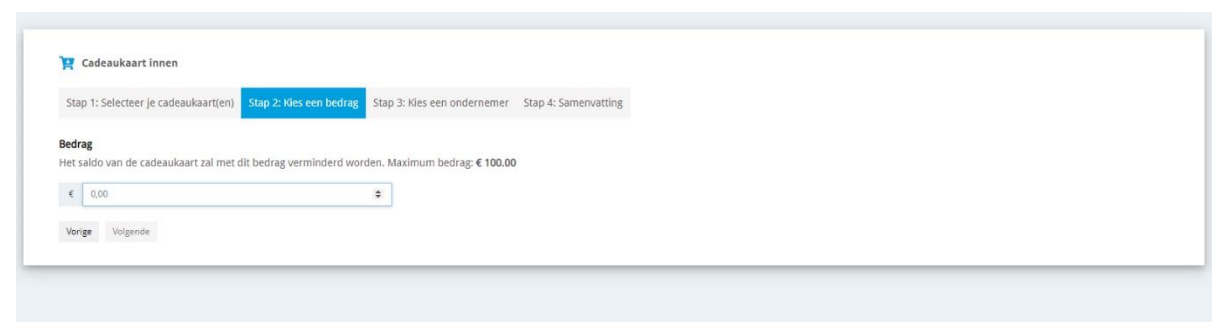 Cadeaukaart innen
Stap 1: Selecteer je cadeaukaart(en) Stap 2: Kies een bedrag Stap 3: Kies een ondernemer Stap 4: Samenvatting
Bedrag
Het saldo van de cadeaukaart zal met dit bedrag verminderd worden. Maximum bedrag: € 100.00
€ 0,00
Vorige Volgende